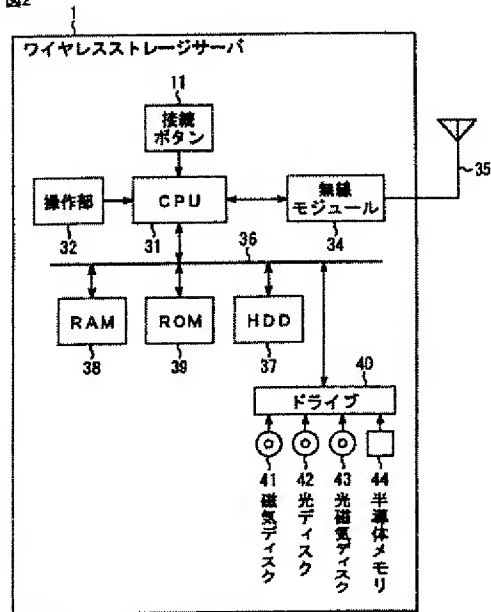 図2
1
ワイヤレスストレージサーバ
11
接続
ボタン
操作部
32
CPU
31
無線
モジュール
34
35
36
RAM
38
ROM
39
HDD
37
40
ドライブ
41
磁気ディスク
42
光ディスク
43
光磁気ディスク
44
半導体メモリ